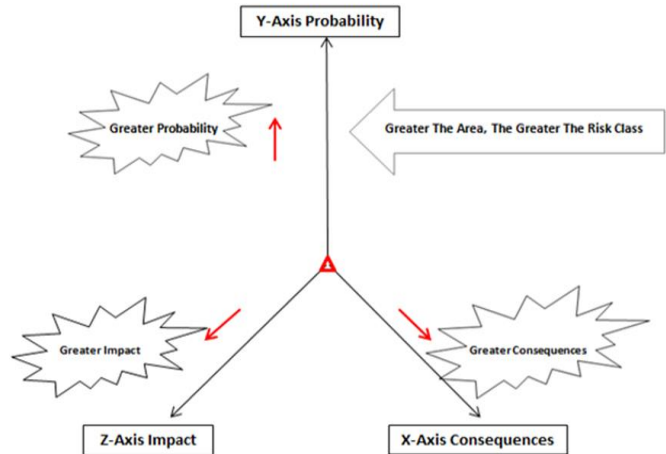 Y-Axis Probability
Greater Probability
Greater The Area, The Greater The Risk Class
1
Greater Impact
Greater Consequences
Z-Axis Impact
X-Axis Consequences